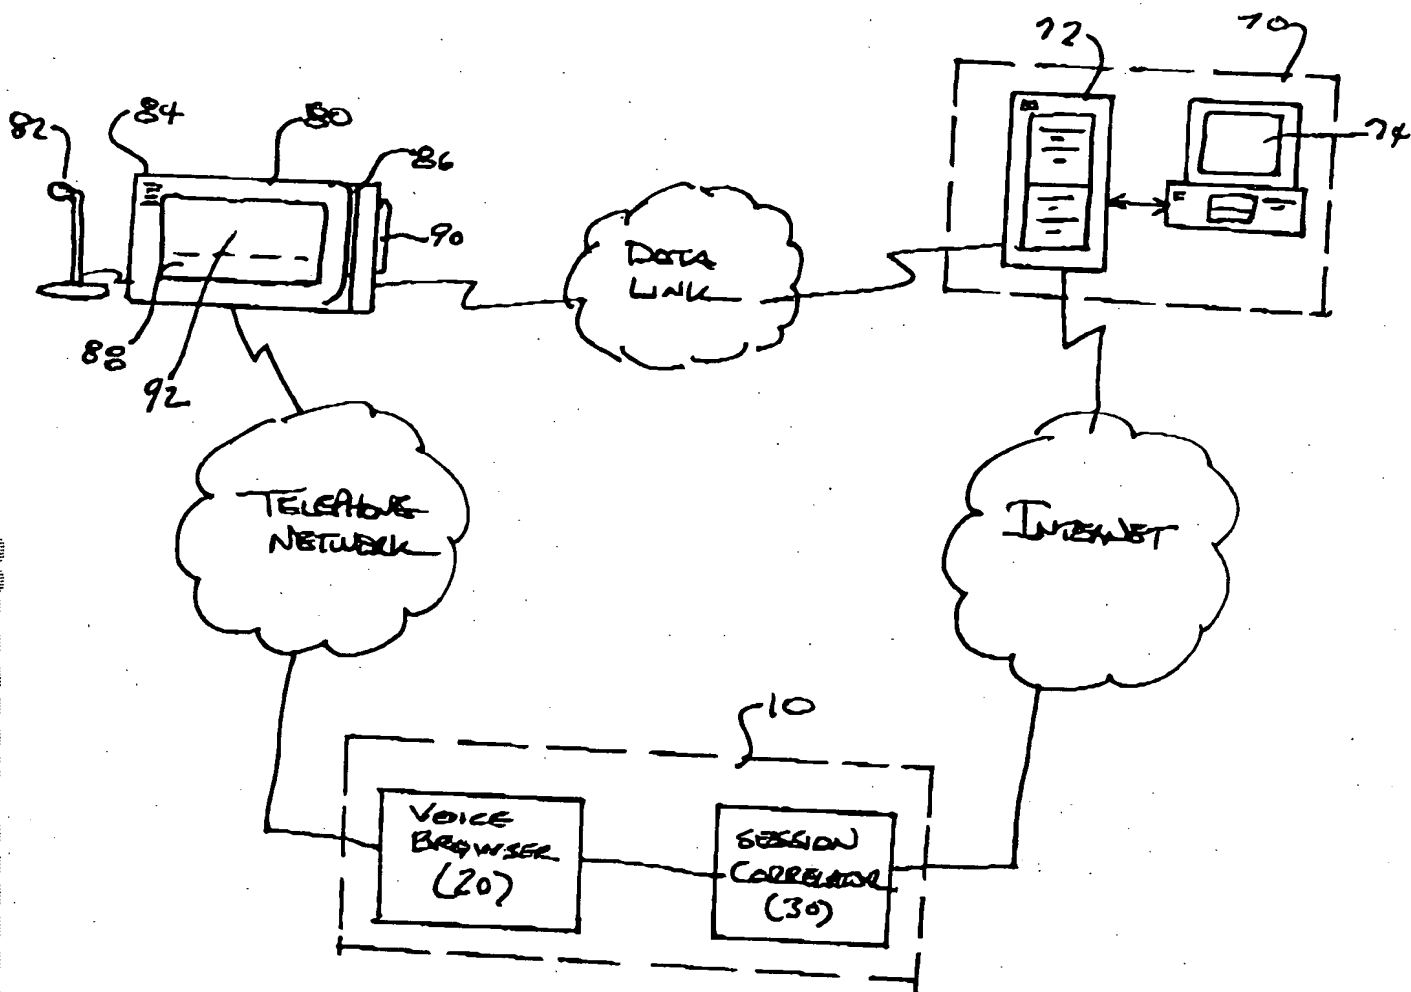 72
70
82
84
80
86
74
90
DATA
LINK
88
92
TELEPHONE
NETWORK
INTERNET
10
VOICE
BROWSER
(20)
SESSION
CORRELATOR
(30)